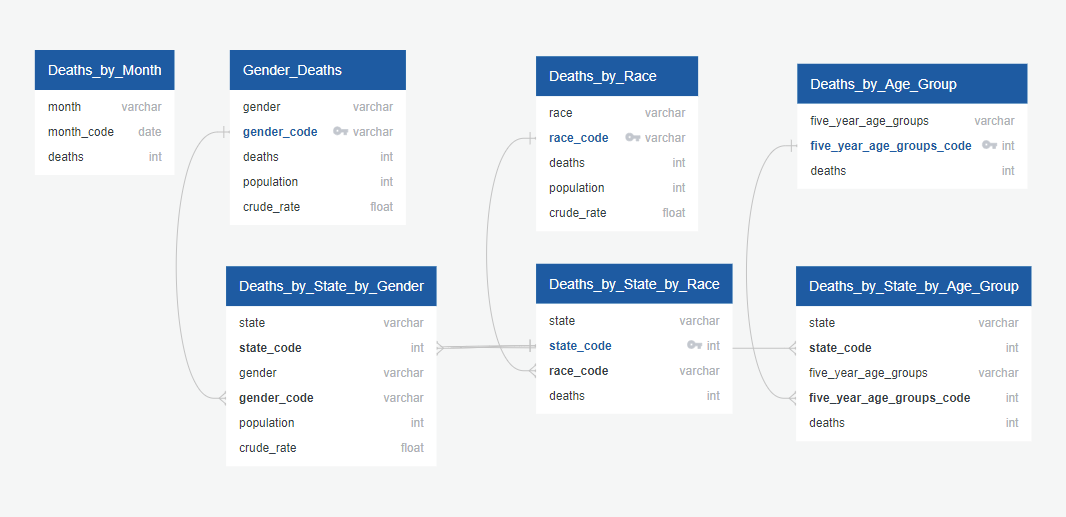 Deaths_by_Month
month varchar
month_code date
deaths int
Gender_Deaths
gender varchar
gender_code varchar
deaths int
population int
crude_rate float
Deaths_by_Race
race varchar
race_code varchar
deaths int
population int
crude_rate float
Deaths_by_Age_Group
five_year_age_groups varchar
five_year_age_groups_code int
deaths int
Deaths_by_State_by_Gender
state varchar
state_code int
gender varchar
gender_code varchar
population int
crude_rate float
Deaths_by_State_by_Race
state varchar
state_code int
race_code varchar
deaths int
Deaths_by_State_by_Age_Group
state varchar
state_code int
five_year_age_groups varchar
five_year_age_groups_code int
deaths int